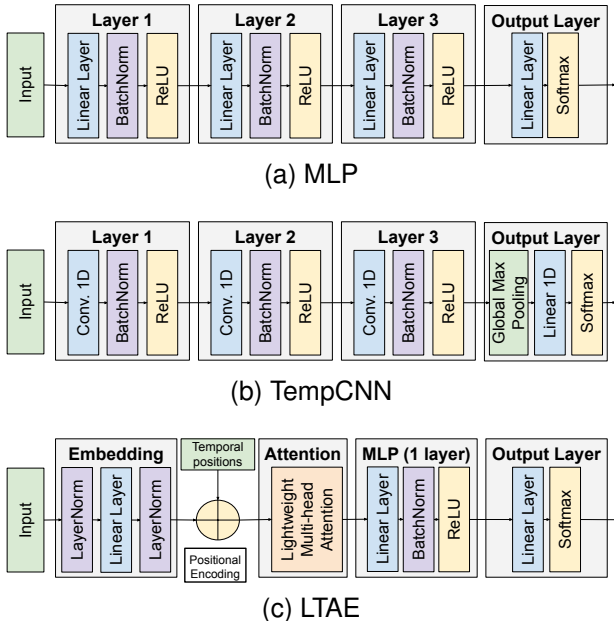 Layer 1
Layer 2
Layer 3
Output Layer
Input
Linear Layer
BatchNorm
ReLU
Linear Layer
BatchNorm
ReLU
Linear Layer
BatchNorm
ReLU
Linear Layer
Softmax
(a) MLP
Layer 1
Layer 2
Layer 3
Output Layer
Input
Conv. 1D
BatchNorm
ReLU
Conv. 1D
BatchNorm
ReLU
Conv. 1D
BatchNorm
ReLU
Global Max
Pooling
Linear 1D
Softmax
(b) TempCNN
Embedding
Temporal
positions
Attention
MLP (1 layer)
Output Layer
Input
LayerNorm
Linear Layer
LayerNorm
Positional
Encoding
Lightweight
Multi-head
Attention
Linear Layer
BatchNorm
ReLU
Linear Layer
Softmax
(c) LTAE